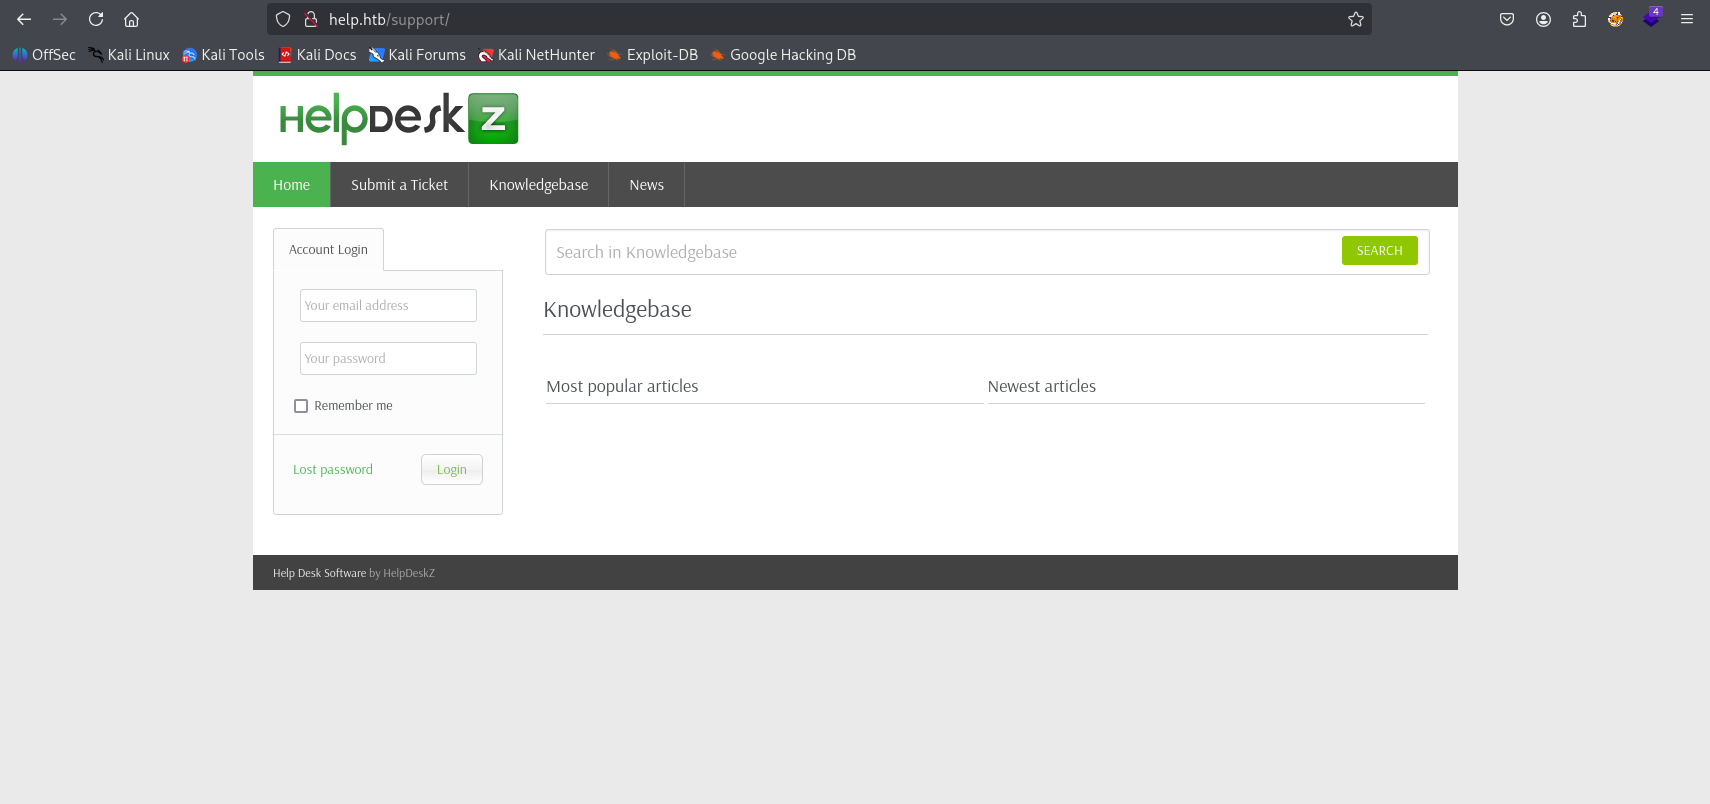 help.htb/support/
4
OffSec Kali Linux Kali Tools Kali Docs Kali Forums Kali NetHunter Exploit-DB Google Hacking DB
HelpDesk Z
Home Submit a Ticket Knowledgebase News
Account Login
Your email address
Your password
Remember me
Lost password Login
Search in Knowledgebase SEARCH
Knowledgebase
Most popular articles Newest articles
Help Desk Software by HelpDeskZ